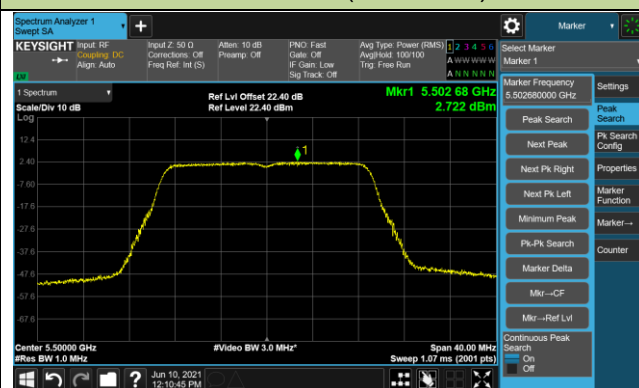 Spectrum Analyzer 1
Swept SA
+
Marker
KEYSIGHT
Input: RF
Coupling: DC
Align: Auto
Input Z: 50 Ω
Corrections: Off
Freq Ref: Int (S)
Atten: 10 dB
Preamp: Off
PNO: Fast
Gate: Off
IF Gain: Low
Sig Track: Off
Avg Type: Power (RMS)
Avg|Hold: 100/100
Trig: Free Run
1 2 3 4 5 6
A W W W W W
A N N N N N
LXI
Select Marker
Marker 1
1 Spectrum
Scale/Div 10 dB
Log
Ref Lvl Offset 22.40 dB
Ref Level 22.40 dBm
Mkr1 5.502 68 GHz
2.722 dBm
12.4
2.40
-7.60
-17.6
-27.6
-37.6
-47.6
-57.6
-67.6
1
Center 5.50000 GHz
#Res BW 1.0 MHz
#Video BW 3.0 MHz*
Span 40.00 MHz
Sweep 1.07 ms (2001 pts)
Marker Frequency
5.502680000 GHz
Peak Search
Next Peak
Next Pk Right
Next Pk Left
Minimum Peak
Pk-Pk Search
Marker Delta
Mkr→CF
Mkr→Ref Lvl
Continuous Peak
Search
On
Off
Settings
Peak
Search
Pk Search
Config
Properties
Marker
Function
Marker→
Counter
?
Jun 10, 2021
12:10:45 PM